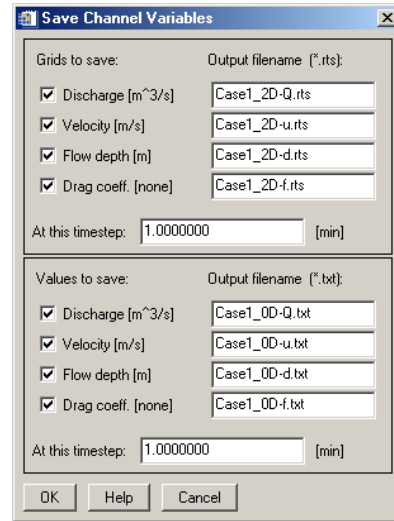 Save Channel Variables
Grids to save: Output filename (*.rts):
Discharge [m^3/s] Case1_2D-Q.rts
Velocity [m/s] Case1_2D-u.rts
Flow depth [m] Case1_2D-d.rts
Drag coeff. [none] Case1_2D-f.rts
At this timestep: 1.0000000 [min]
Values to save: Output filename (*.txt):
Discharge [m^3/s] Case1_0D-Q.txt
Velocity [m/s] Case1_0D-u.txt
Flow depth [m] Case1_0D-d.txt
Drag coeff. [none] Case1_0D-f.txt
At this timestep: 1.0000000 [min]
OK Help Cancel